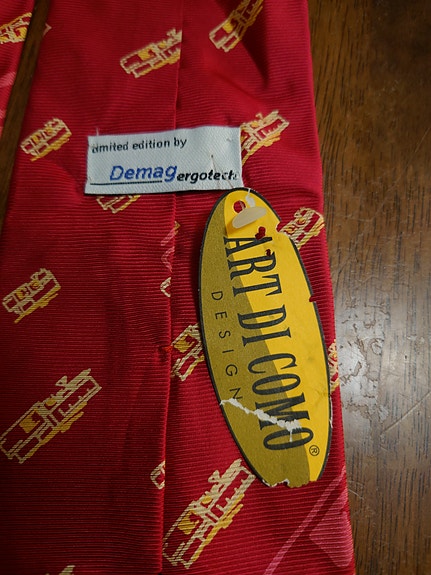 limited edition by
Demag ergotech
ART DI COMO®
DESIGN